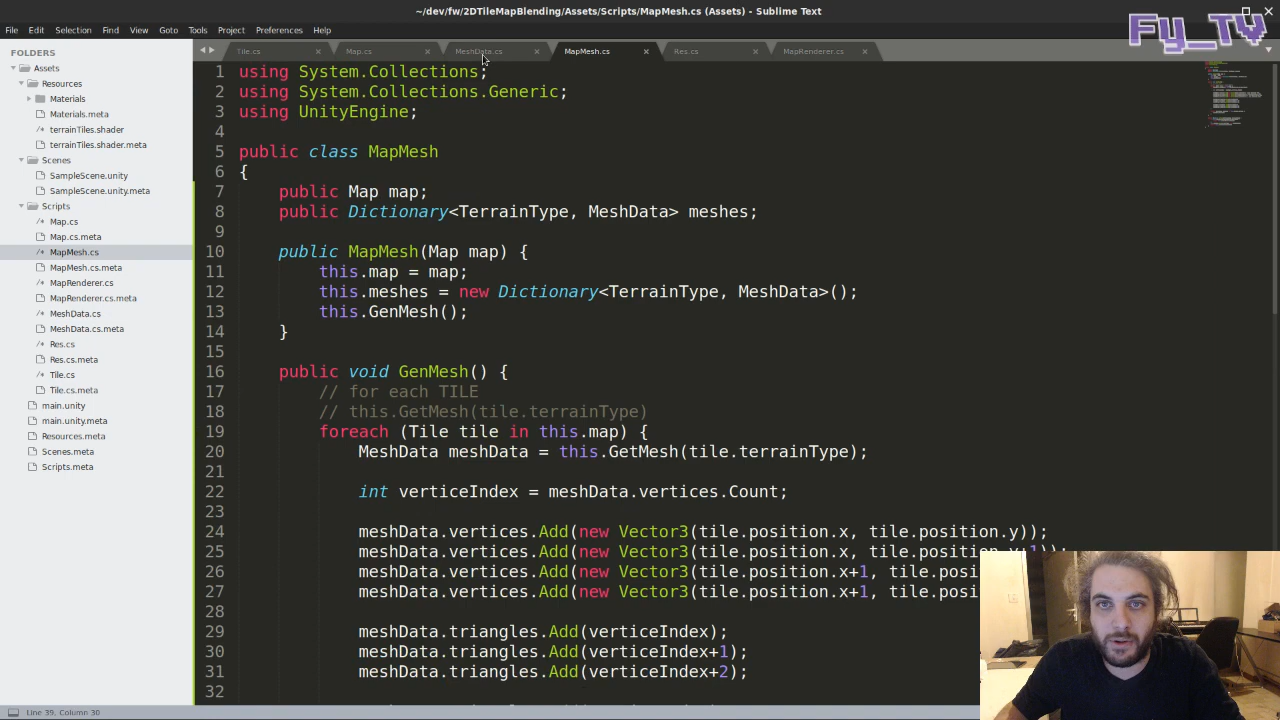 ~/dev/fw/2DTileMapBlending/Assets/Scripts/MapMesh.cs (Assets) - Sublime Text
Fy_TV
File Edit Selection Find View Goto Tools Project Preferences Help
FOLDERS
Assets
Resources
Materials
Materials.meta
terrainTiles.shader
terrainTiles.shader.meta
Scenes
SampleScene.unity
SampleScene.unity.meta
Scripts
Map.cs
Map.cs.meta
MapMesh.cs
MapMesh.cs.meta
MapRenderer.cs
MapRenderer.cs.meta
MeshData.cs
MeshData.cs.meta
Res.cs
Res.cs.meta
Tile.cs
Tile.cs.meta
main.unity
main.unity.meta
Resources.meta
Scenes.meta
Scripts.meta
Tile.cs Map.cs MeshData.cs MapMesh.cs Res.cs MapRenderer.cs
1 using System.Collections;
2 using System.Collections.Generic;
3 using UnityEngine;
4
5 public class MapMesh
6 {
7 public Map map;
8 public Dictionary<TerrainType, MeshData> meshes;
9
10 public MapMesh(Map map) {
11 this.map = map;
12 this.meshes = new Dictionary<TerrainType, MeshData>();
13 this.GenMesh();
14 }
15
16 public void GenMesh() {
17 // for each TILE
18 // this.GetMesh(tile.terrainType)
19 foreach (Tile tile in this.map) {
20 MeshData meshData = this.GetMesh(tile.terrainType);
21
22 int verticeIndex = meshData.vertices.Count;
23
24 meshData.vertices.Add(new Vector3(tile.position.x, tile.position.y));
25 meshData.vertices.Add(new Vector3(tile.position.x, tile.position.y+1));
26 meshData.vertices.Add(new Vector3(tile.position.x+1, tile.posi
27 meshData.vertices.Add(new Vector3(tile.position.x+1, tile.posi
28
29 meshData.triangles.Add(verticeIndex);
30 meshData.triangles.Add(verticeIndex+1);
31 meshData.triangles.Add(verticeIndex+2);
32
Line 39, Column 30